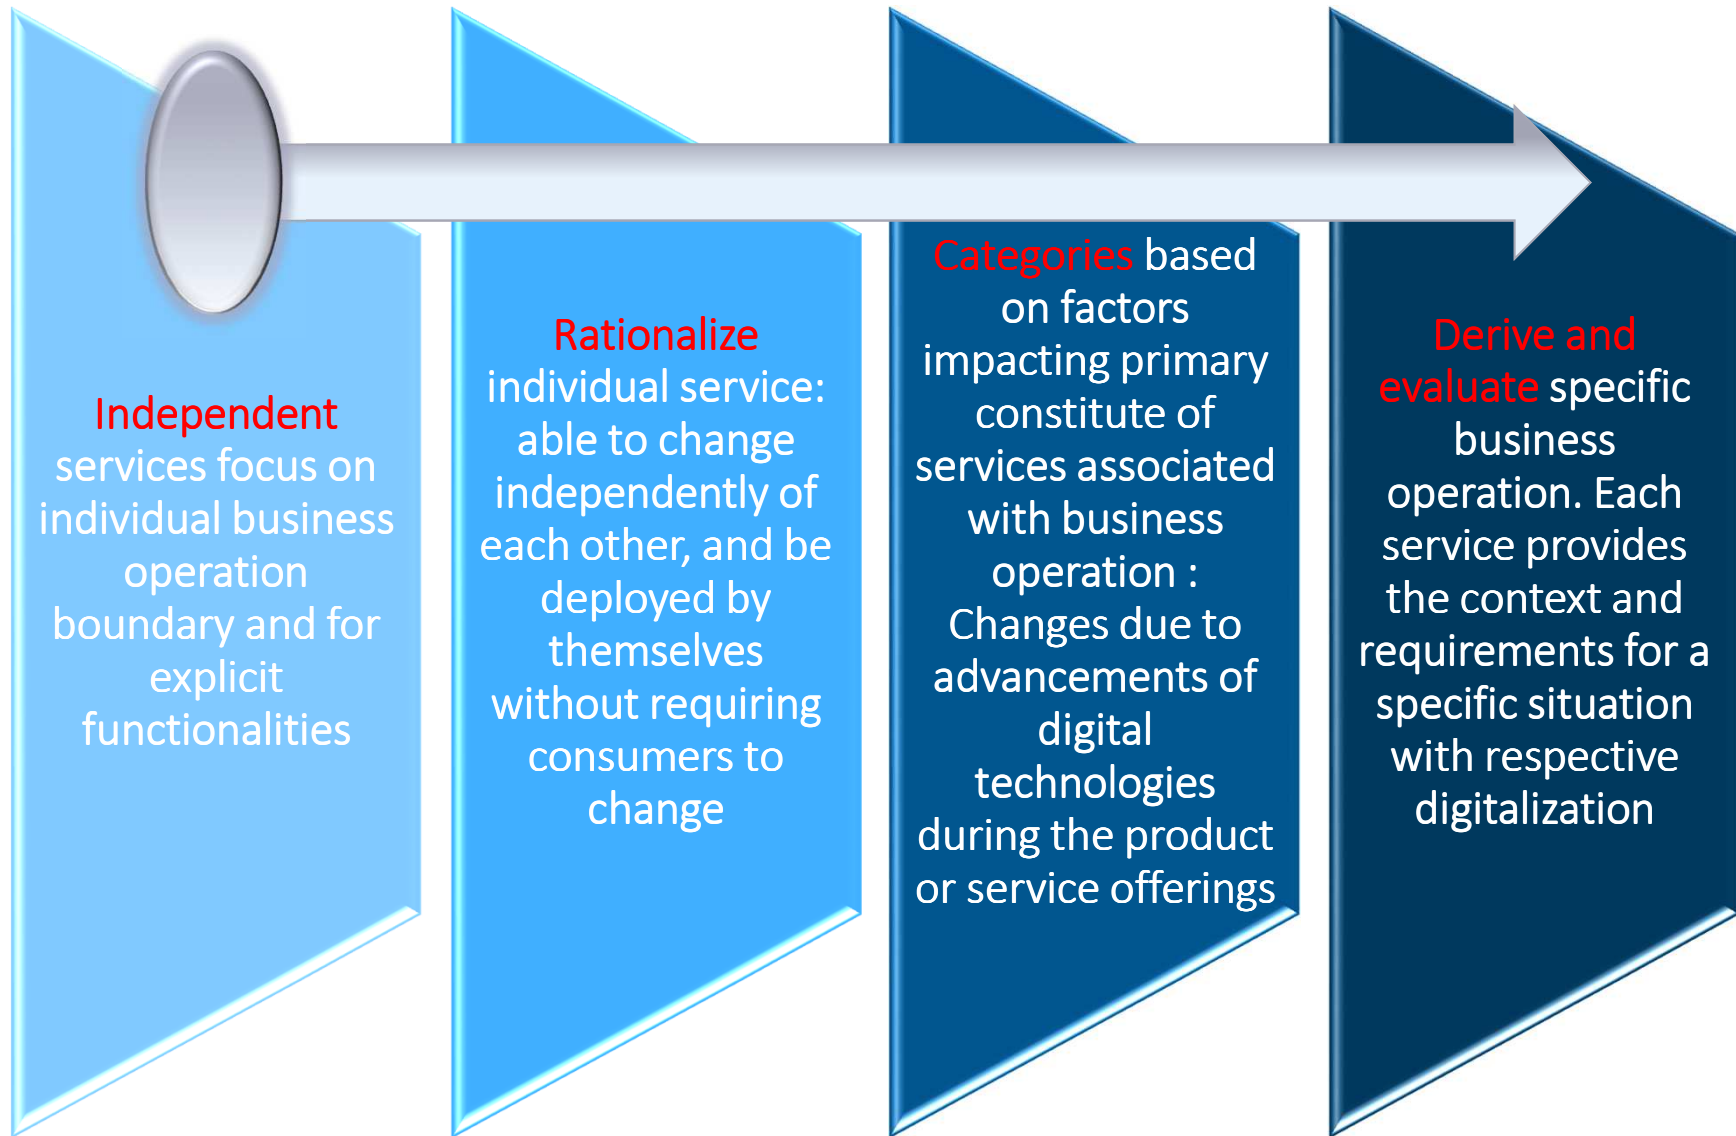 Independent
services focus on
individual business
operation
boundary and for
explicit
functionalities
Rationalize
individual service:
able to change
independently of
each other, and be
deployed by
themselves
without requiring
consumers to
change
Categories based
on factors
impacting primary
constitute of
services associated
with business
operation :
Changes due to
advancements of
digital
technologies
during the product
or service offerings
Derive and
evaluate specific
business
operation. Each
service provides
the context and
requirements for a
specific situation
with respective
digitalization